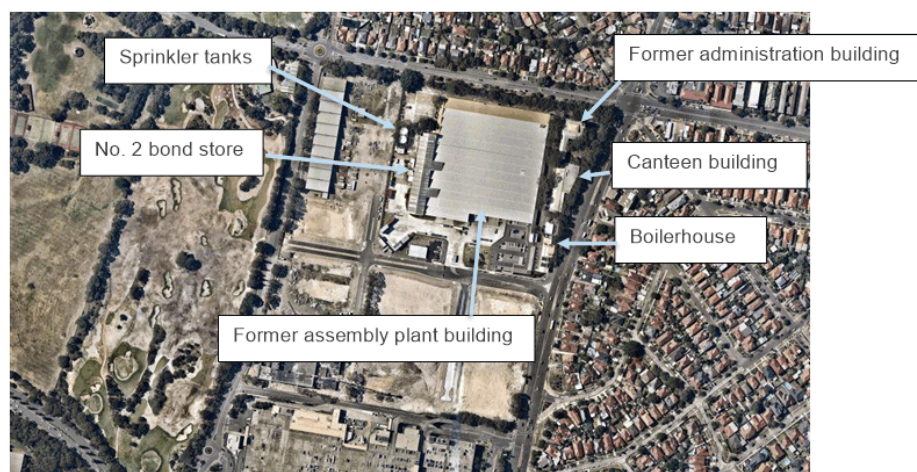 Former administration building
Sprinkler tanks
No. 2 bond store
Canteen building
Boilerhouse
Former assembly plant building